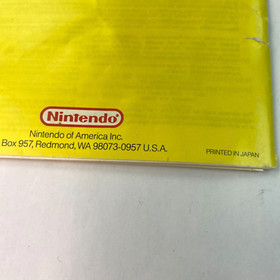 Nintendo
Nintendo of America Inc.
Box 957, Redmond, WA 98073-0957 U.S.A.
PRINTED IN JAPAN